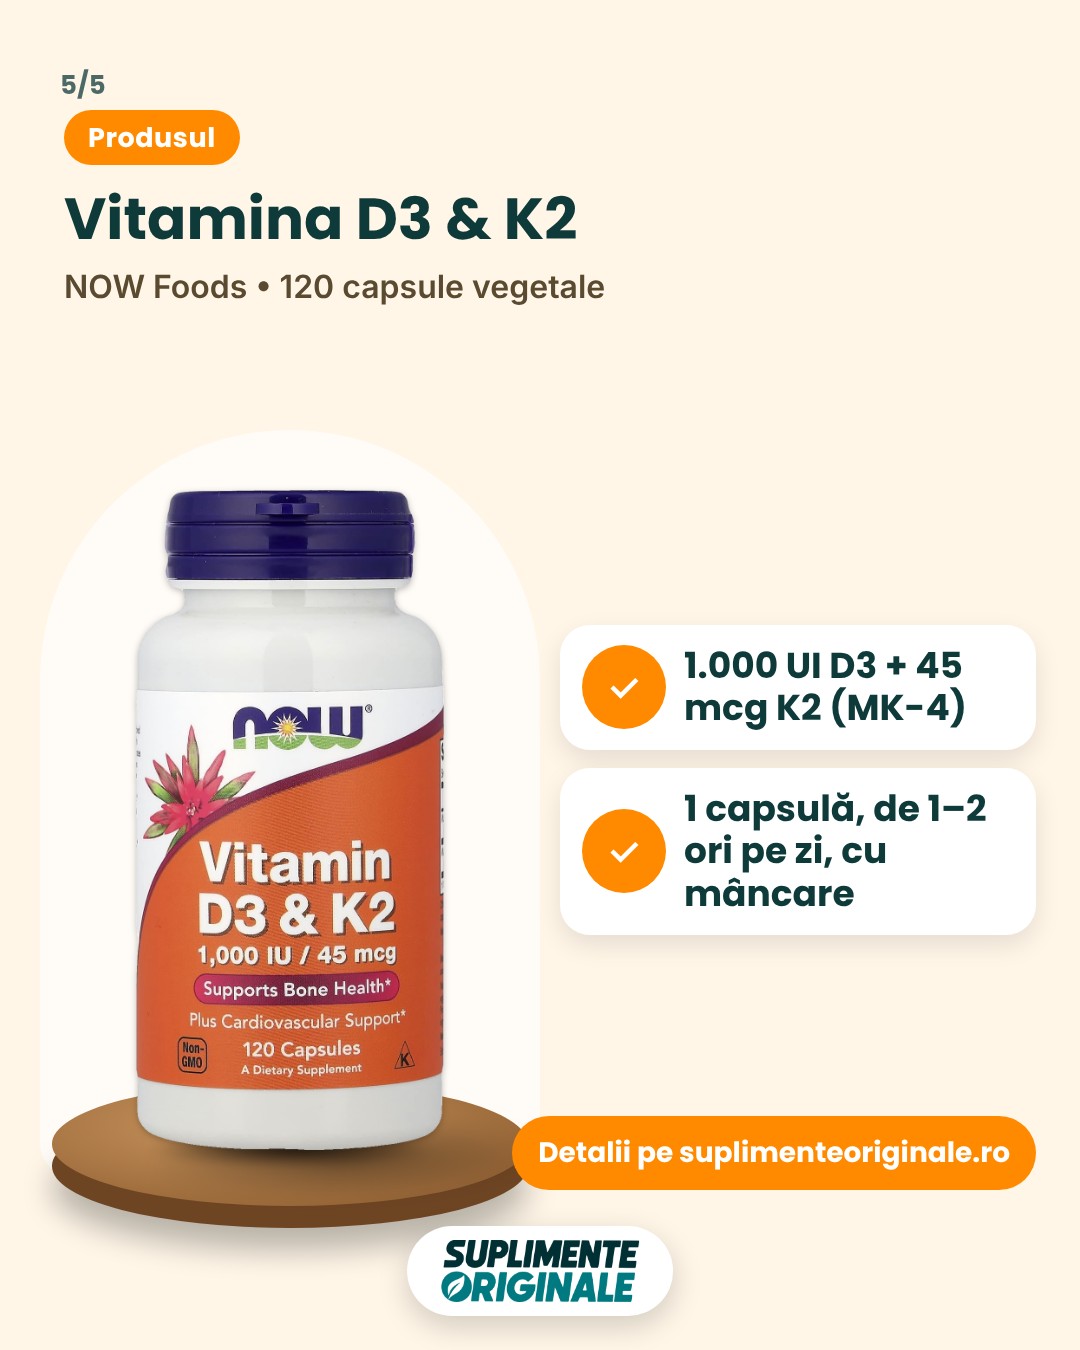 5/5
Produsul
Vitamina D3 & K2
NOW Foods • 120 capsule vegetale
NOW®
Vitamin
D3 & K2
1,000 IU / 45 mcg
Supports Bone Health*
Plus Cardiovascular Support*
Non-
GMO
120 Capsules
A Dietary Supplement
K
1.000 UI D3 + 45
mcg K2 (MK-4)
1 capsulă, de 1–2
ori pe zi, cu
mâncare
Detalii pe suplimenteoriginale.ro
SUPLIMENTE
ORIGINALE